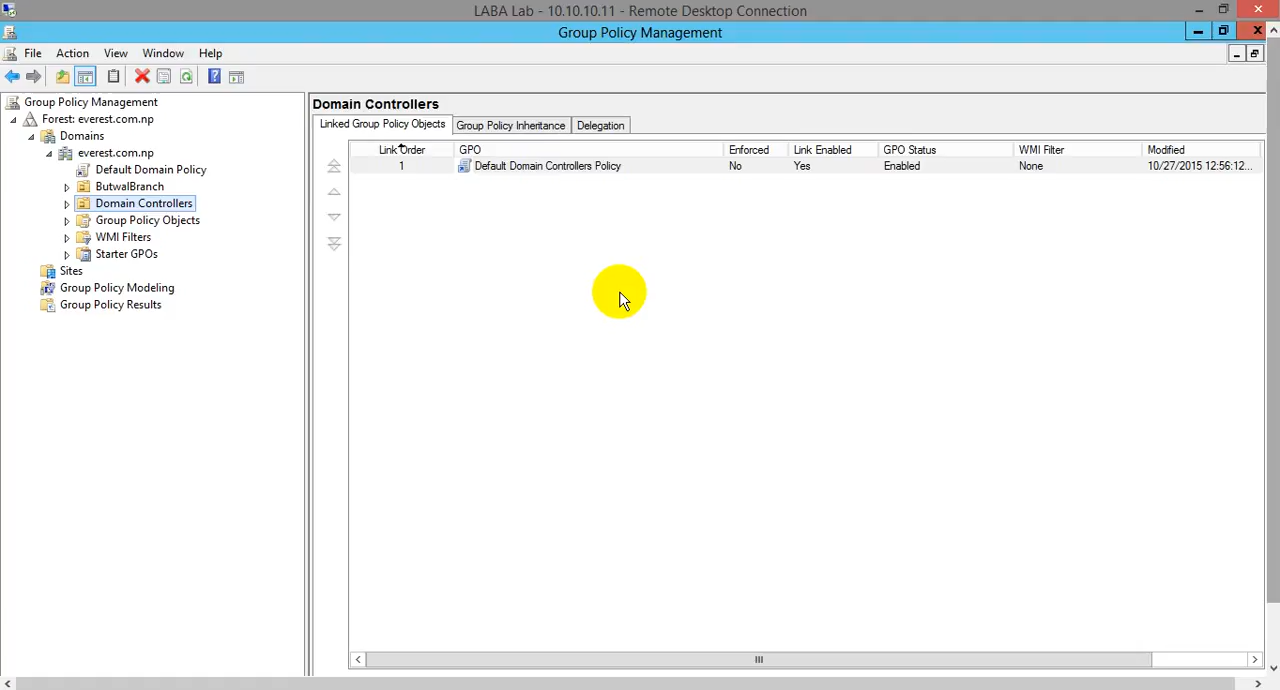 LABA Lab - 10.10.10.11 - Remote Desktop Connection
Group Policy Management
File Action View Window Help
Group Policy Management
Forest: everest.com.np
Domains
everest.com.np
Default Domain Policy
ButwalBranch
Domain Controllers
Group Policy Objects
WMI Filters
Starter GPOs
Sites
Group Policy Modeling
Group Policy Results
Domain Controllers
Linked Group Policy Objects Group Policy Inheritance Delegation
Link Order GPO Enforced Link Enabled GPO Status WMI Filter Modified
1 Default Domain Controllers Policy No Yes Enabled None 10/27/2015 12:56:12...